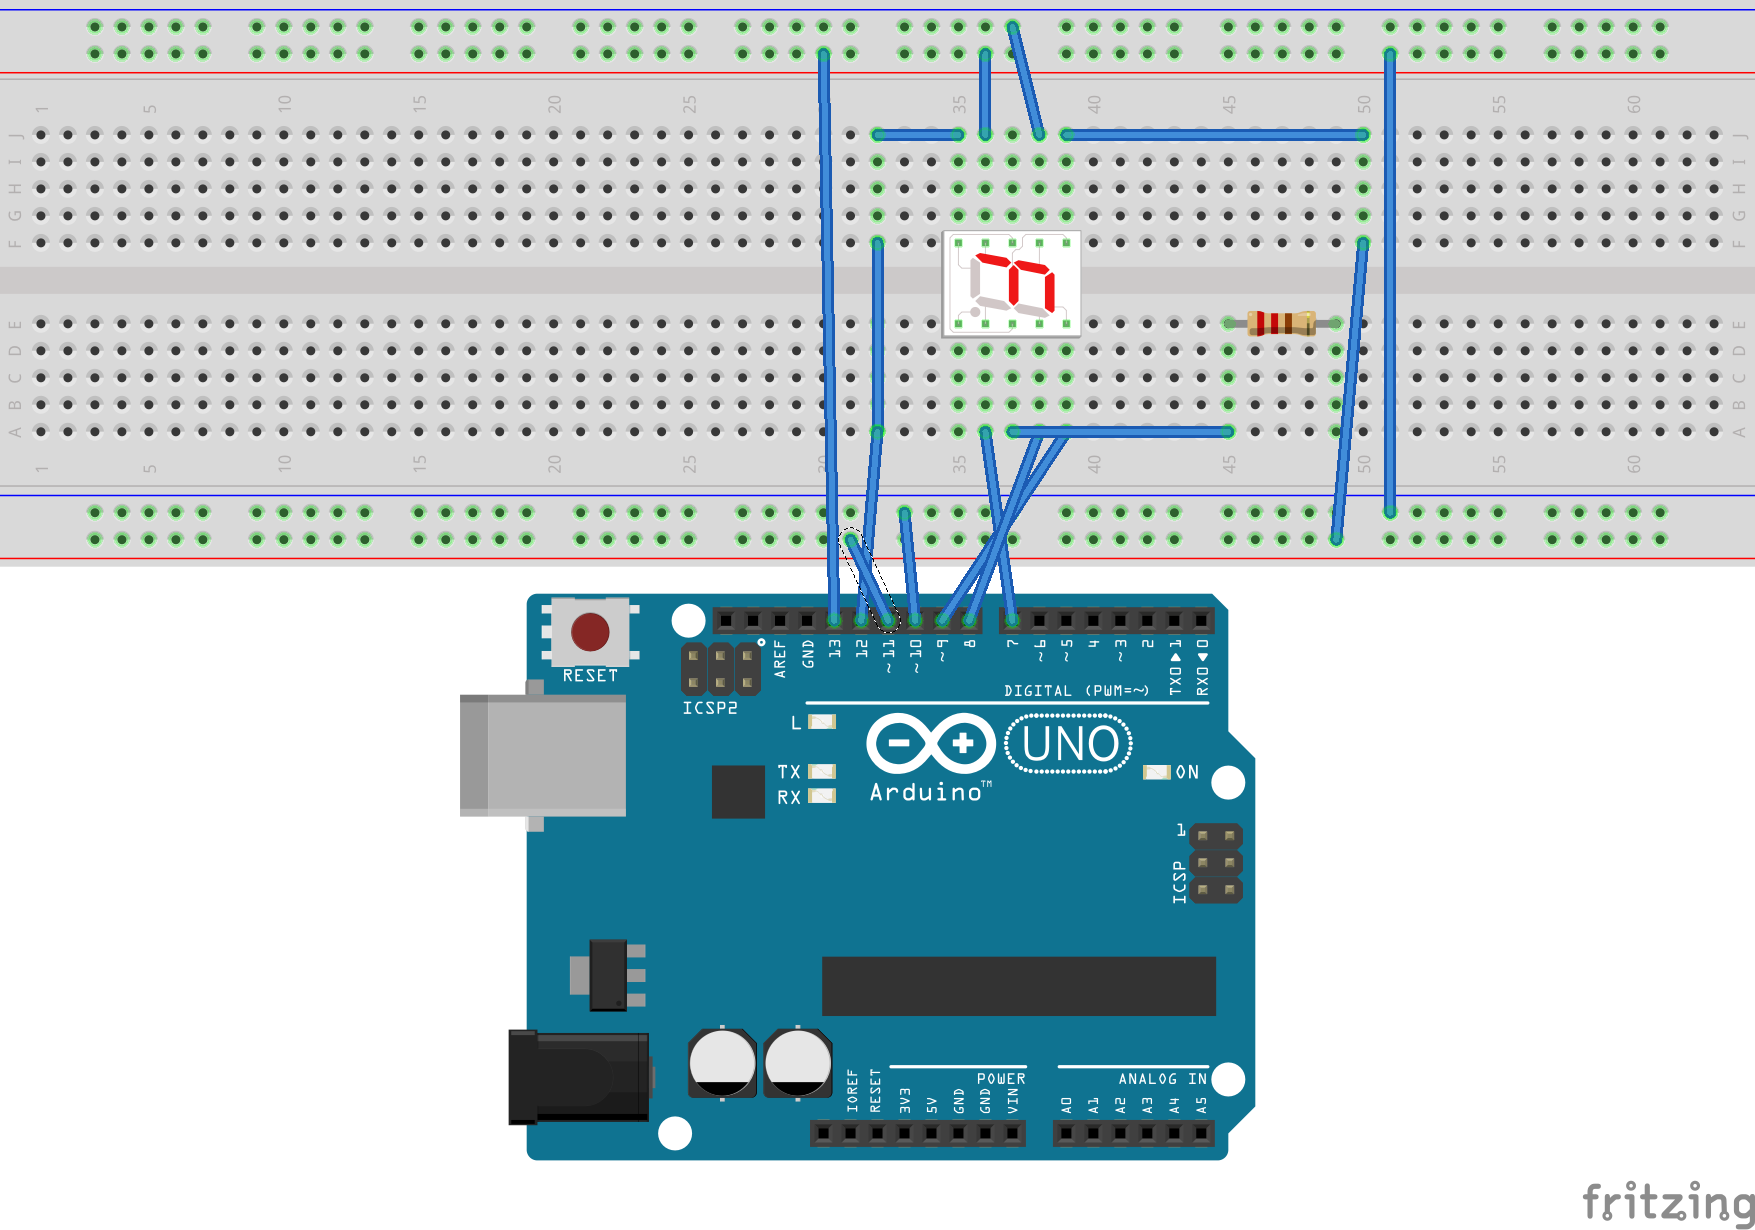 1 5 10 15 20 25 35 40 45 50 55 60
J J
I I
H H
G G
F F
E E
D D
C C
B B
A A
1 5 10 15 20 25 30 35 40 45 50 55 60
RESET
ICSP2
AREF
GND
13
12
~11
~10
~9
8
7
~6
~5
4
~3
2
TX0▶1
RX0◀0
DIGITAL (PWM=~)
L
TX
RX
Arduino™
UNO
ON
1
ICSP
IOREF
RESET
3V3
5V
GND
GND
VIN
POWER
ANALOG IN
A0
A1
A2
A3
A4
A5
fritzing